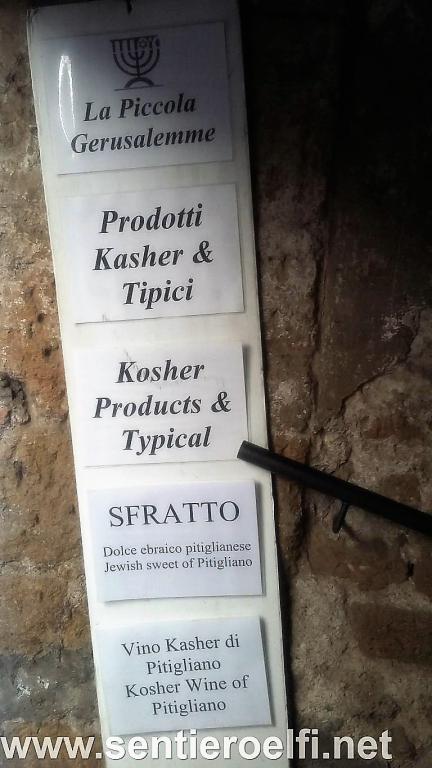 La Piccola
Gerusalemme
Prodotti
Kasher &
Tipici
Kosher
Products &
Typical
SFRATTO
Dolce ebraico pitiglianese
Jewish sweet of Pitigliano
Vino Kasher di
Pitigliano
Kosher Wine of
Pitigliano
www.sentieroelfi.net